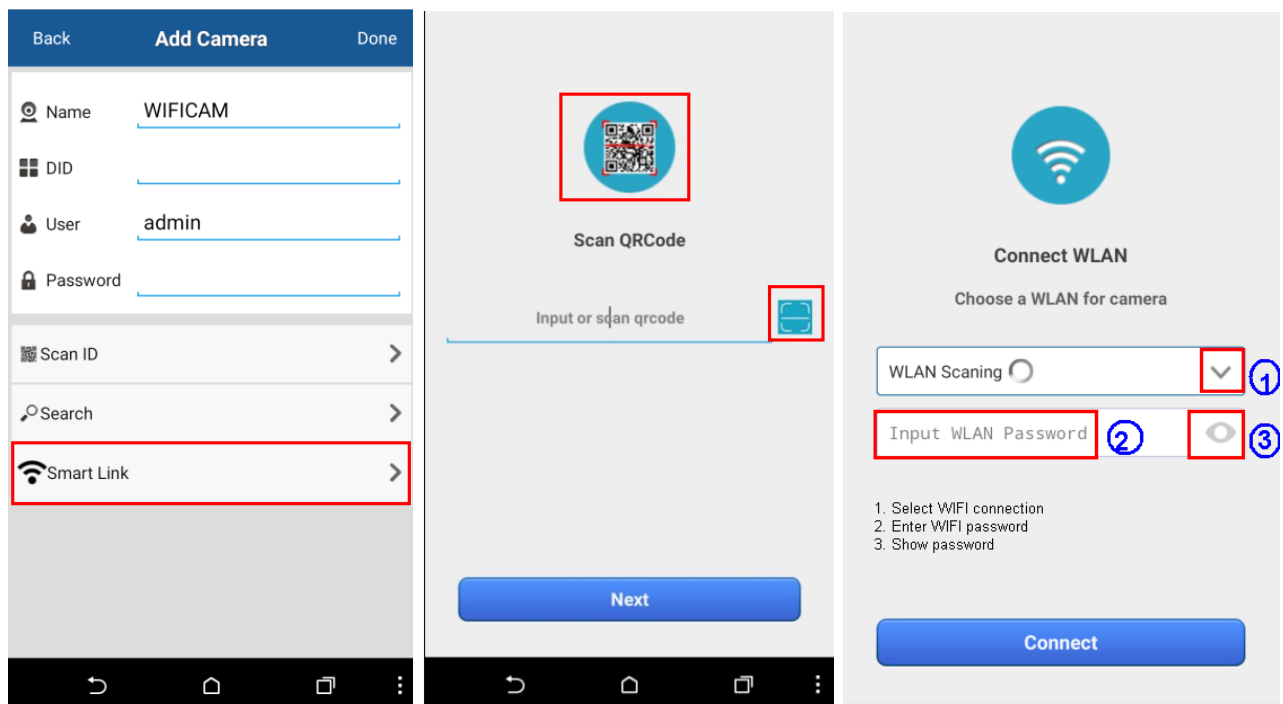 Back Add Camera Done
Name WIFICAM
DID
User admin
Password
Scan ID
Search
Smart Link
Scan QRCode
Input or scan qrcode
Next
Connect WLAN
Choose a WLAN for camera
WLAN Scaning
1
Input WLAN Password
2
3
1. Select WIFI connection
2. Enter WIFI password
3. Show password
Connect